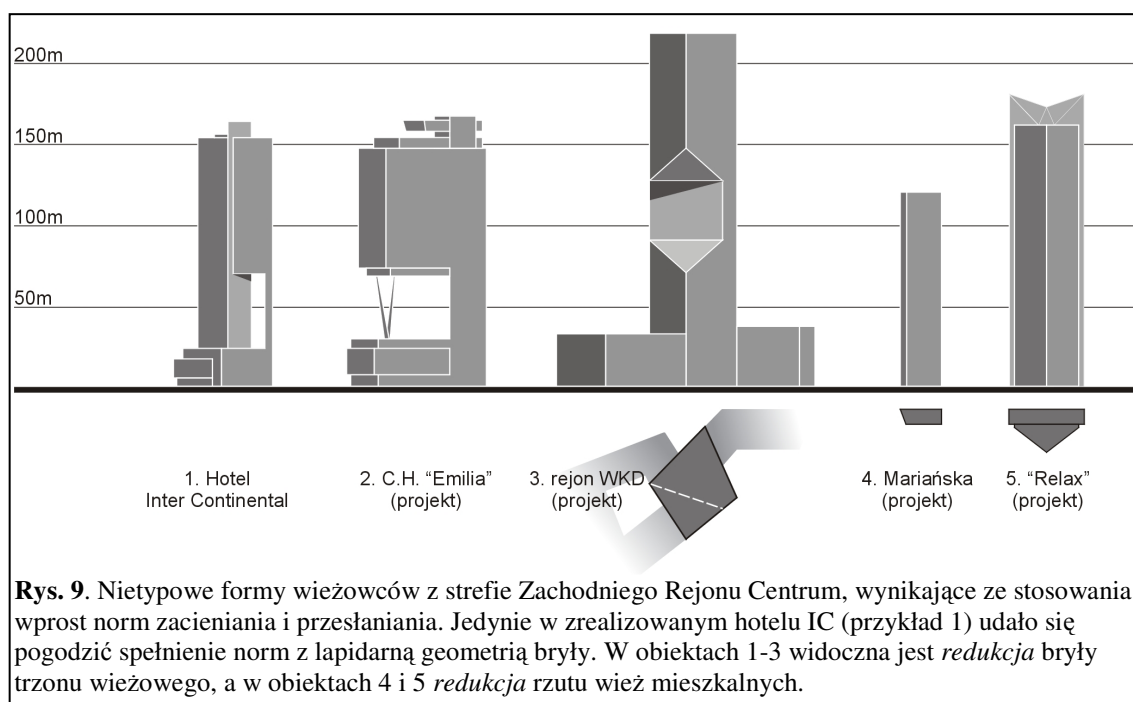 200m
150m
100m
50m
1. Hotel
Inter Continental
2. C.H. “Emilia”
(projekt)
3. rejon WKD
(projekt)
4. Mariańska
(projekt)
5. “Relax”
(projekt)
Rys. 9. Nietypowe formy wieżowców z strefie Zachodniego Rejonu Centrum, wynikające ze stosowania
wprost norm zacieniania i przesłaniania. Jedynie w zrealizowanym hotelu IC (przykład 1) udało się
pogodzić spełnienie norm z lapidarną geometrią bryły. W obiektach 1-3 widoczna jest redukcja bryły
trzonu wieżowego, a w obiektach 4 i 5 redukcja rzutu wież mieszkalnych.